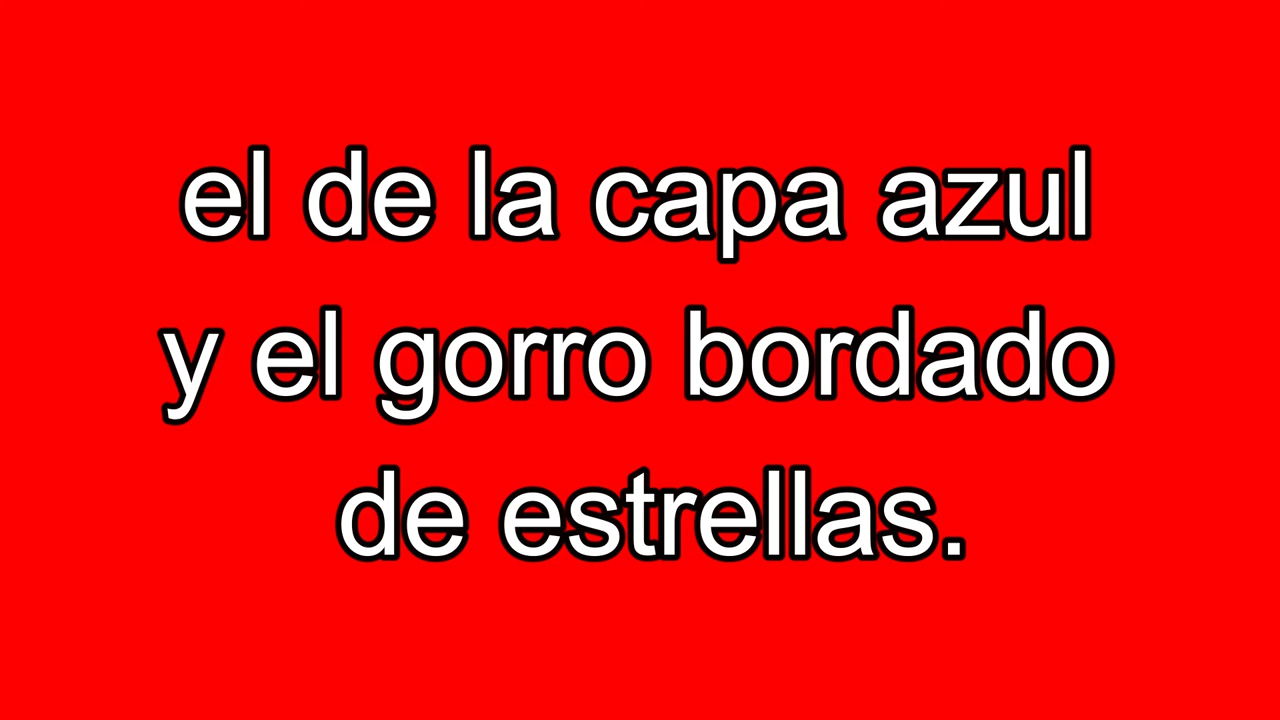 el de la capa azul
y el gorro bordado
de estrellas.